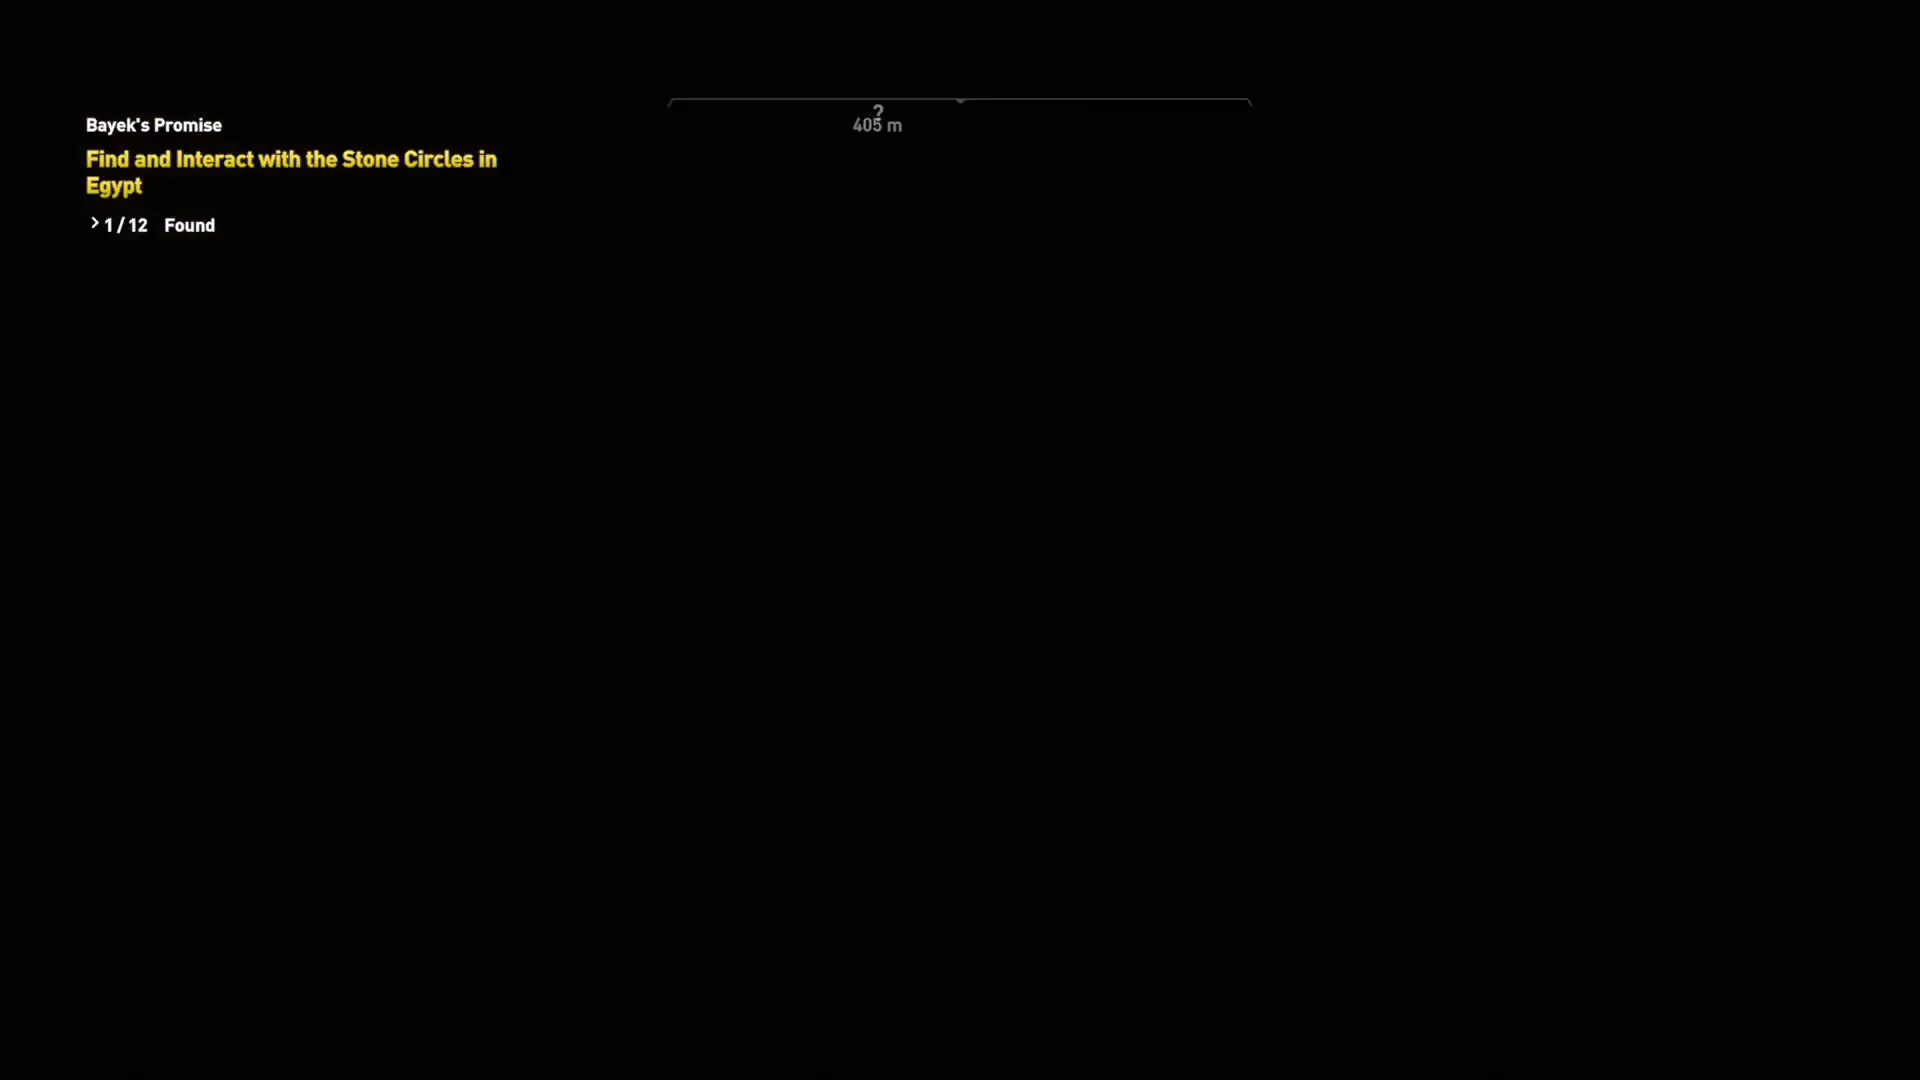 ?
405 m
Bayek's Promise
Find and Interact with the Stone Circles in
Egypt
> 1/12 Found